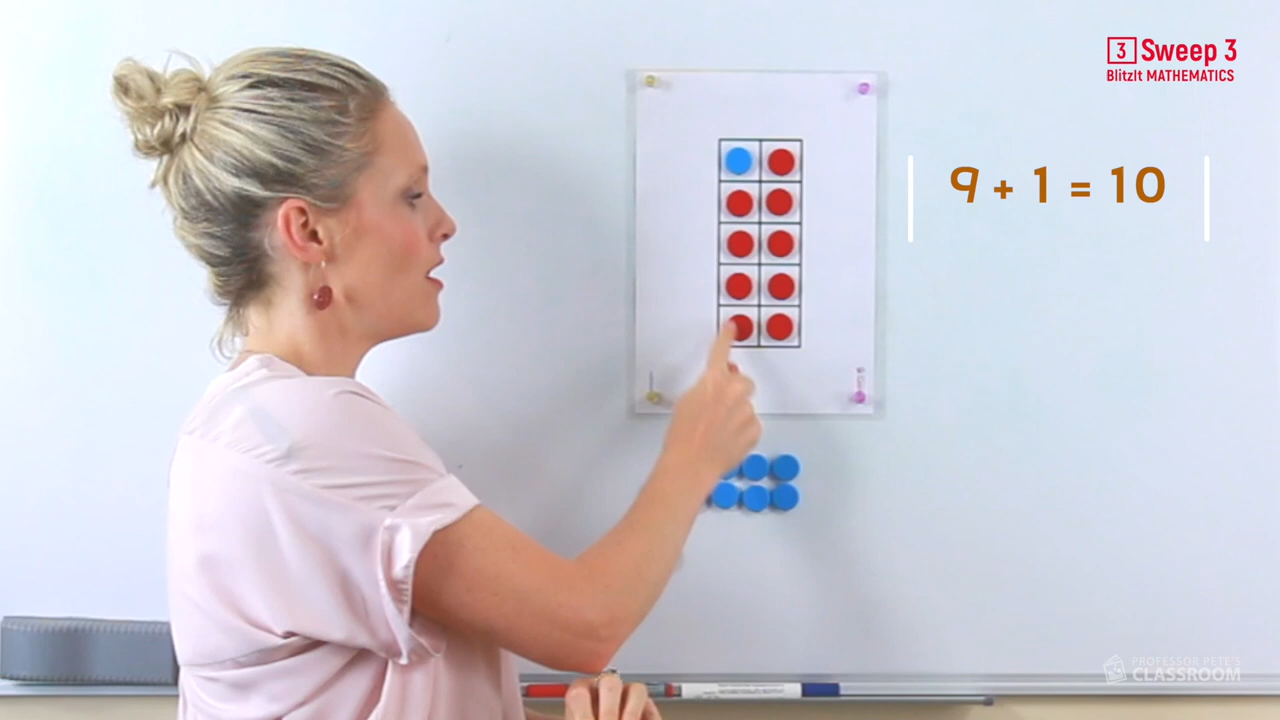 3 Sweep 3
BlitzIt MATHEMATICS
9 + 1 = 10
PROFESSOR PETE'S
CLASSROOM